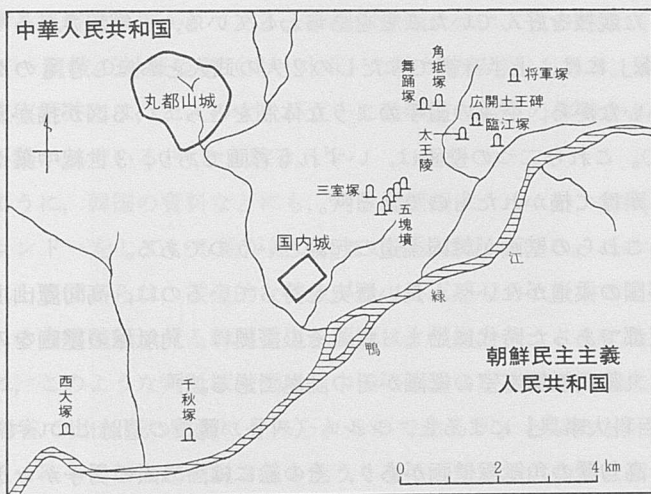 中華人民共和国
丸都山城
舞踊塚
角抵塚
将軍塚
広開土王碑
臨江塚
太王陵
三室塚
五塊墳
国内城
鴨
緑
江
朝鮮民主主義
人民共和国
西大塚
千秋塚
0 2 4 km